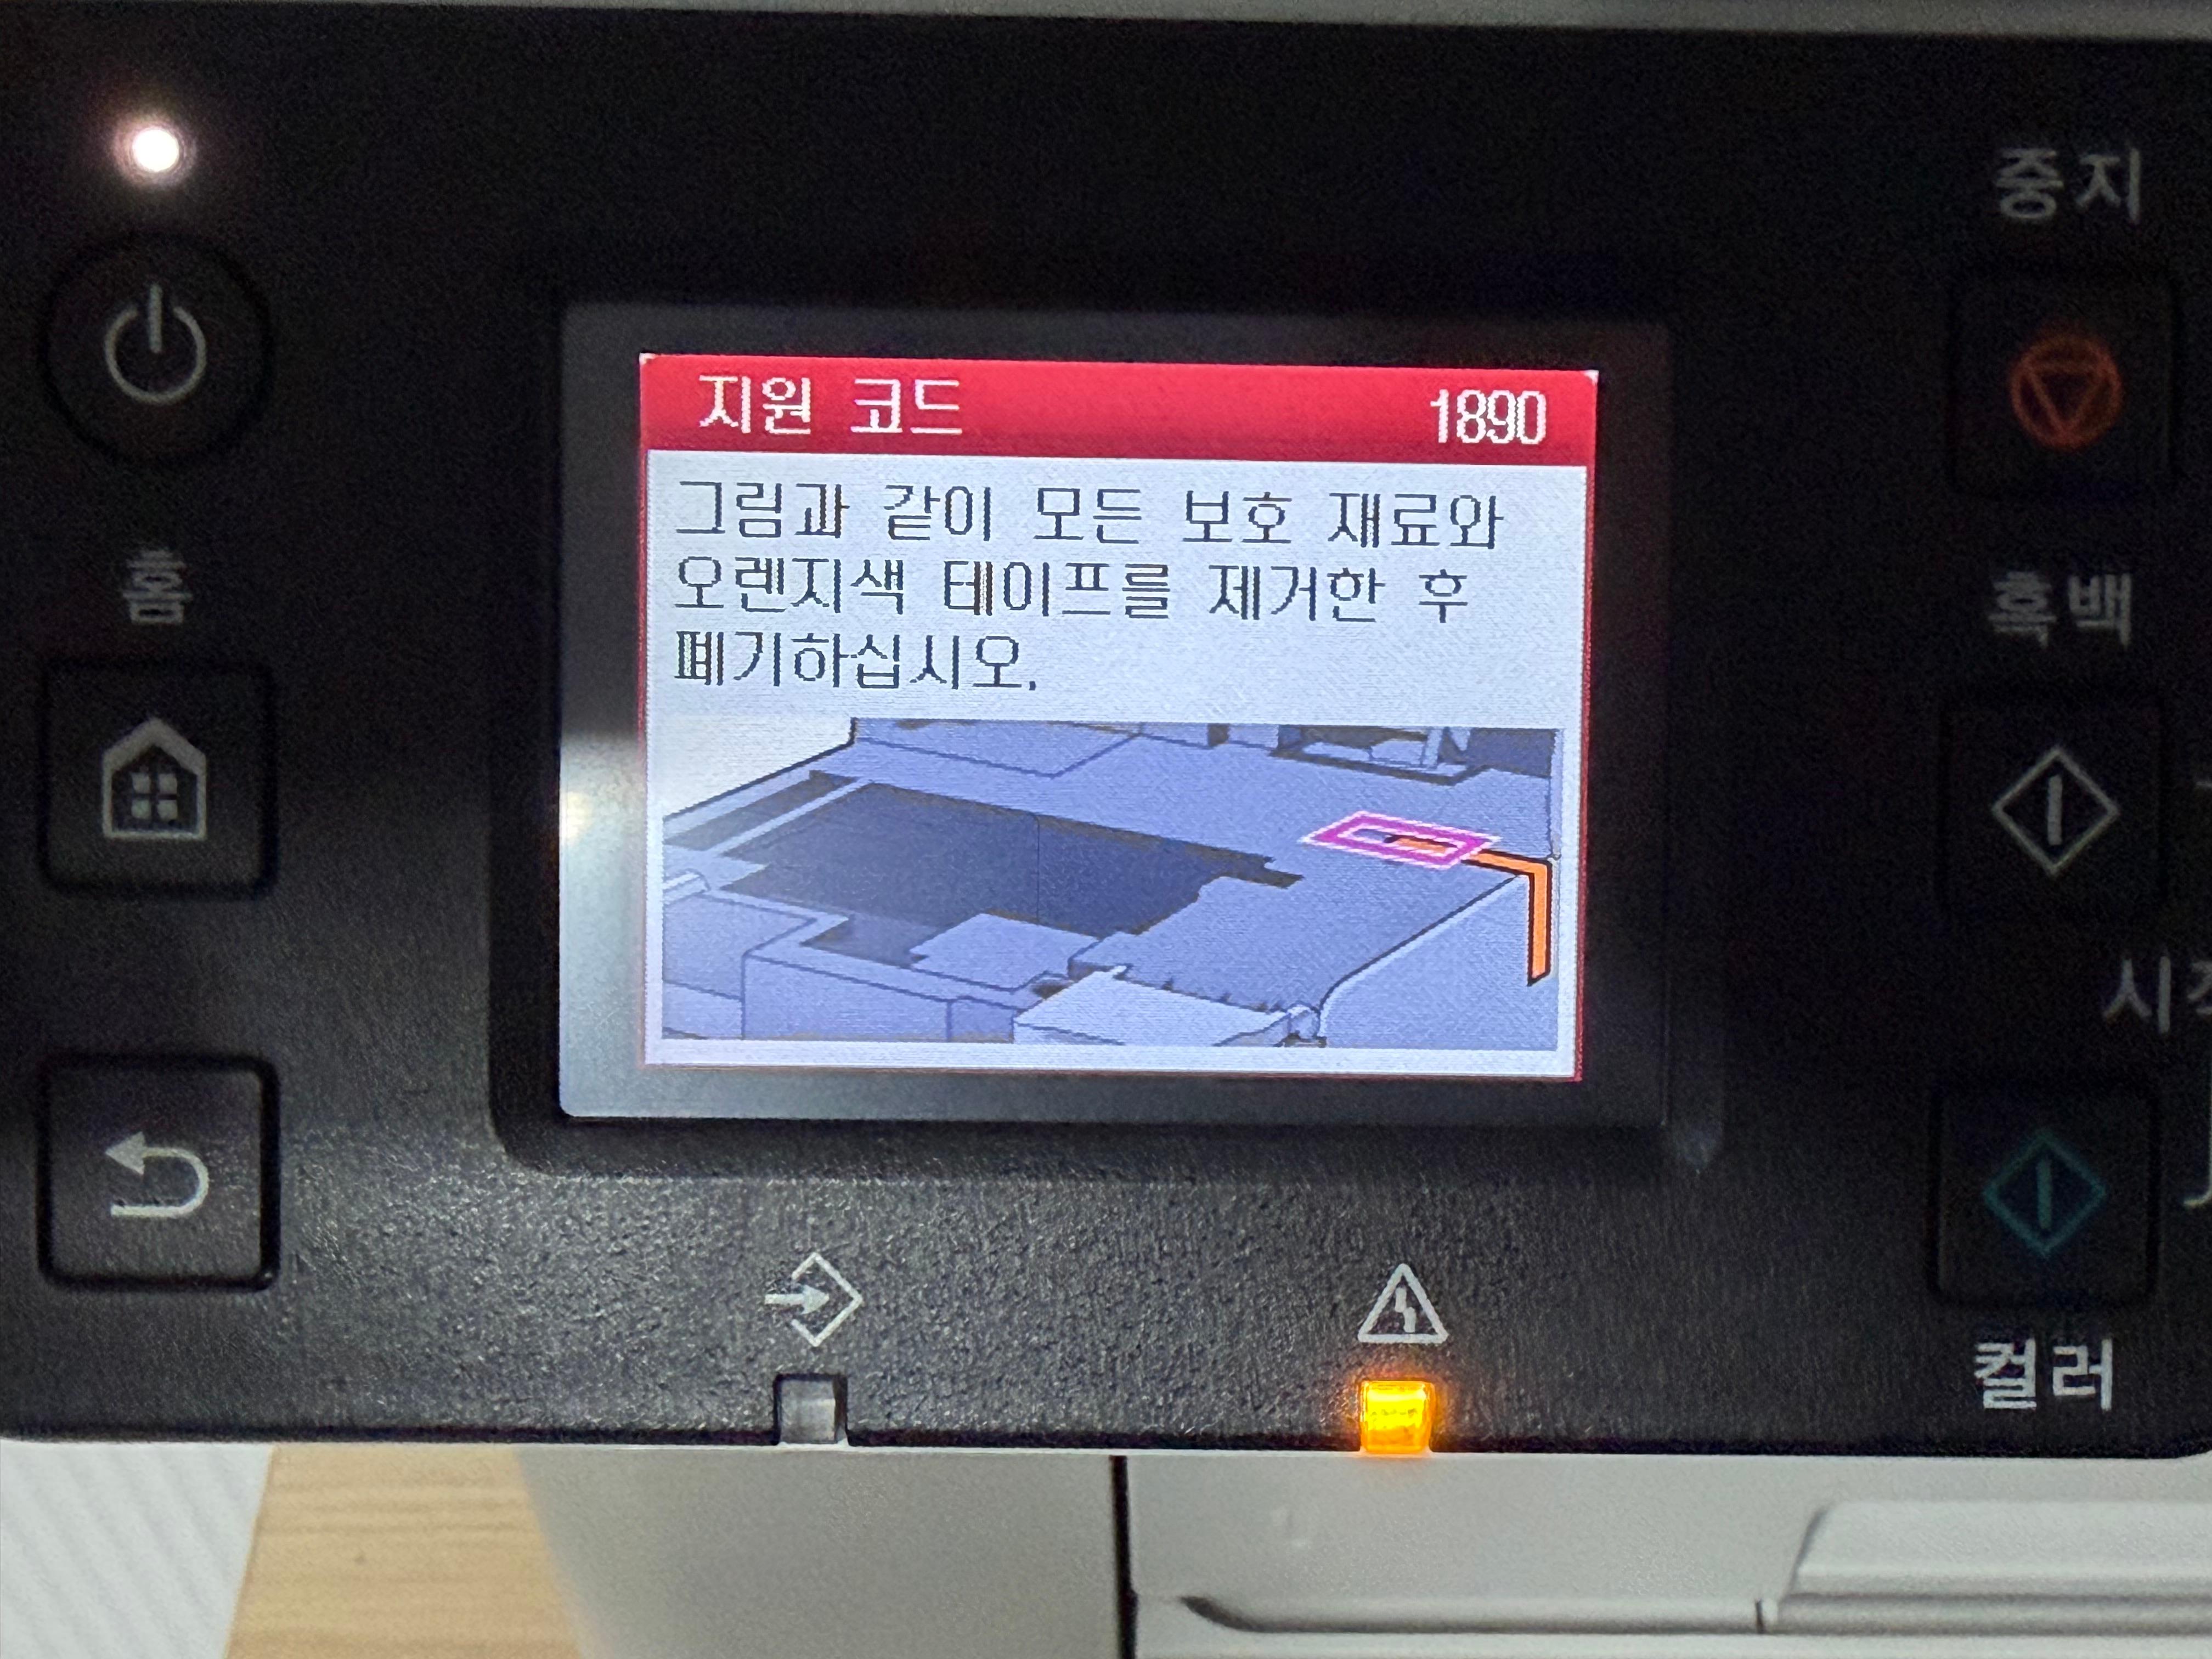 중지
지원 코드 1890
그림과 같이 모든 보호 재료와
오렌지색 테이프를 제거한 후
폐기하십시오.
홈
흑백
컬러